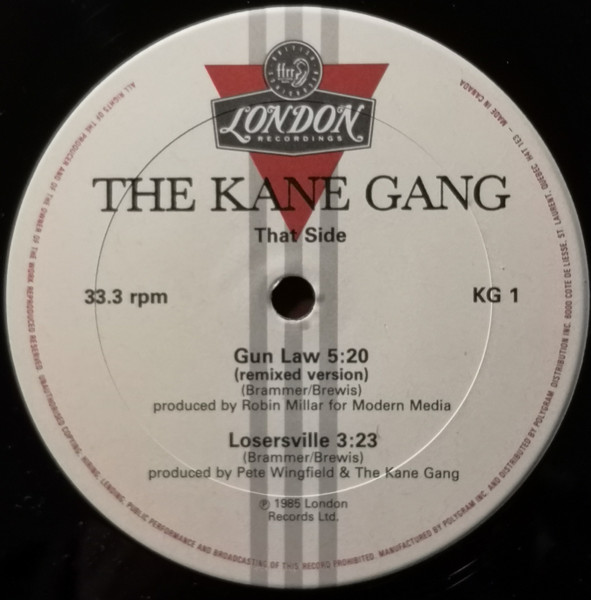 ffrr
LONDON
RECORDINGS
THE KANE GANG
That Side
33.3 rpm
KG 1
Gun Law 5:20
(remixed version)
(Brammer/Brewis)
produced by Robin Millar for Modern Media
Losersville 3:23
(Brammer/Brewis)
produced by Pete Wingfield & The Kane Gang
℗ 1985 London
Records Ltd.
ALL RIGHTS OF THE PRODUCER AND OF THE OWNER OF THE WORK REPRODUCED RESERVED. UNAUTHORISED COPYING, HIRING, LENDING, PUBLIC PERFORMANCE AND BROADCASTING OF THIS RECORD PROHIBITED. MANUFACTURED BY POLYGRAM INC. AND DISTRIBUTED BY POLYGRAM DISTRIBUTION INC. 6000 COTE DE LIESSE, ST. LAURENT, QUEBEC. H4T 1E3 – MADE IN CANADA